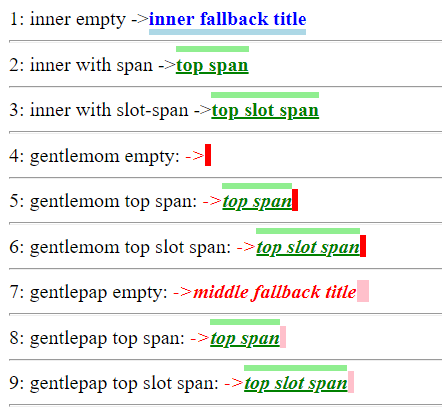 1: inner empty ->inner fallback title
2: inner with span ->top span
3: inner with slot-span ->top slot span
4: gentlemom empty: ->
5: gentlemom top span: ->top span
6: gentlemom top slot span: ->top slot span
7: gentlepap empty: ->middle fallback title
8: gentlepap top span: ->top span
9: gentlepap top slot span: ->top slot span